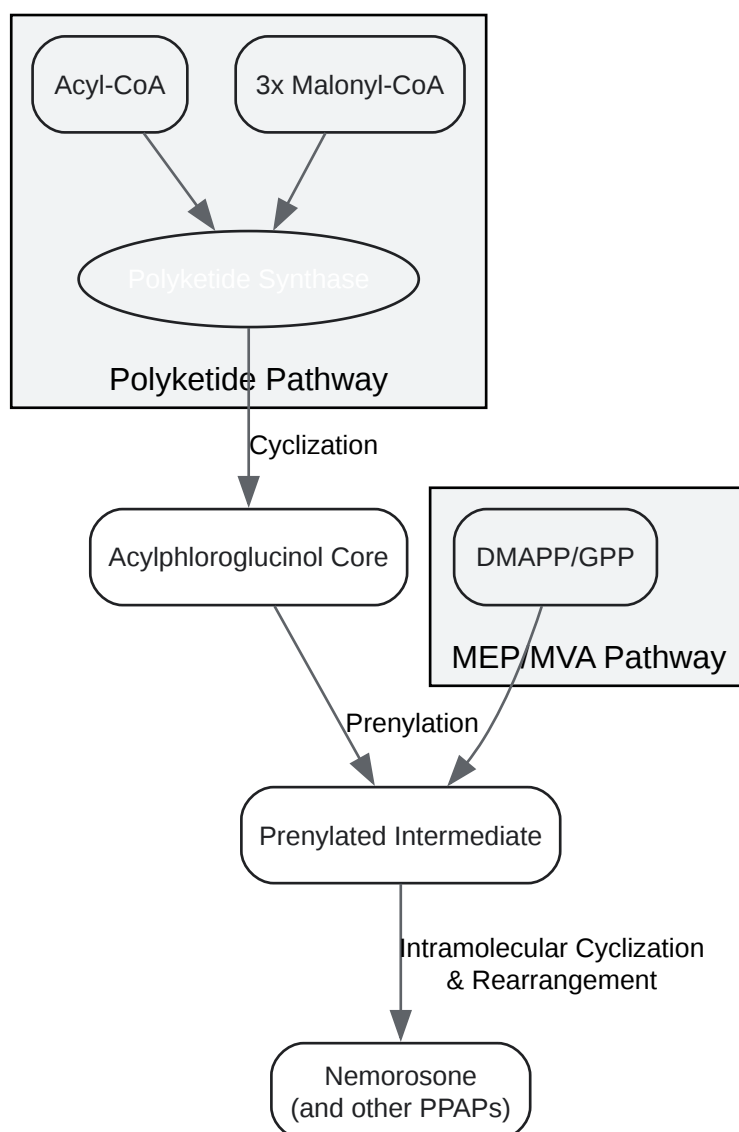 Acyl-CoA
3x Malonyl-CoA
Polyketide Synthase
Polyketide Pathway
Cyclization
Acylphloroglucinol Core
DMAPP/GPP
MEP/MVA Pathway
Prenylation
Prenylated Intermediate
Intramolecular Cyclization
& Rearrangement
Nemorosone
(and other PPAPs)